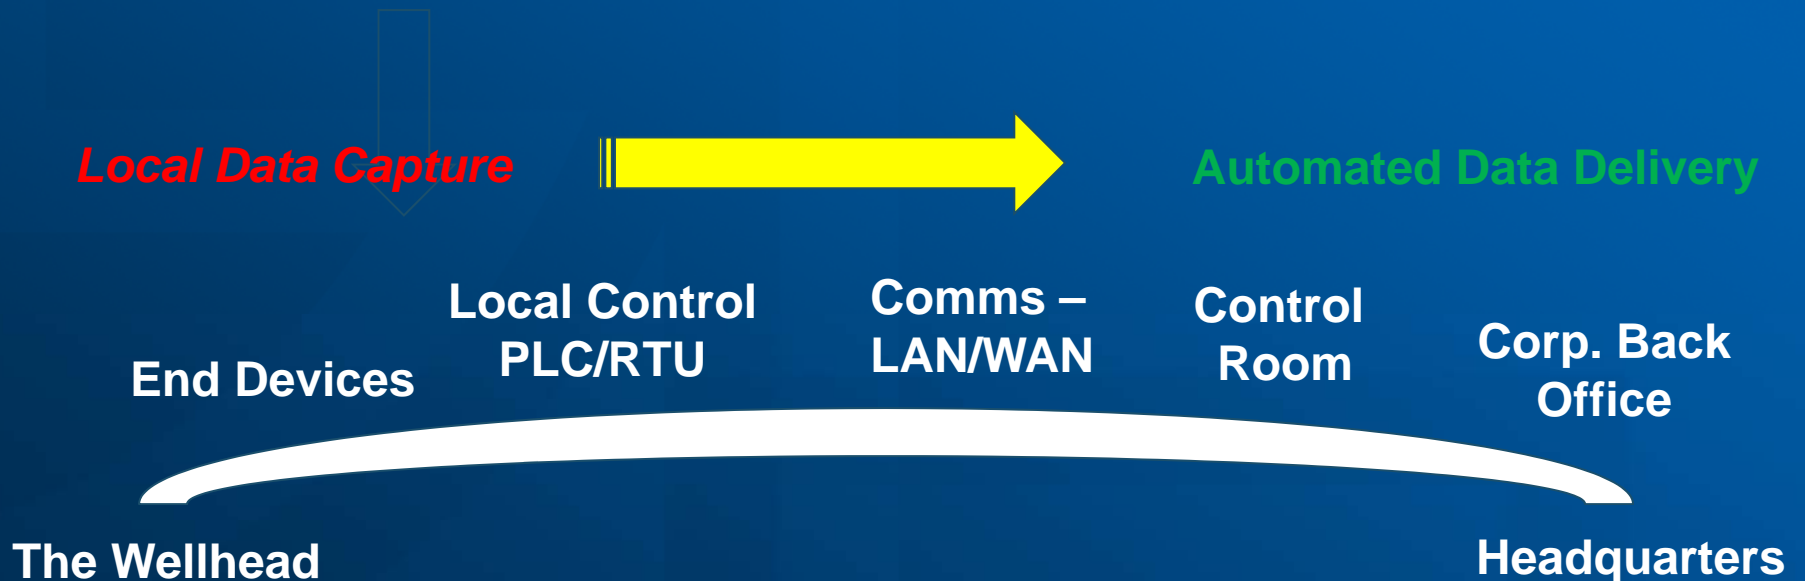 Local Data Capture
Automated Data Delivery
End Devices
Local Control
PLC/RTU
Comms –
LAN/WAN
Control
Room
Corp. Back
Office
The Wellhead
Headquarters